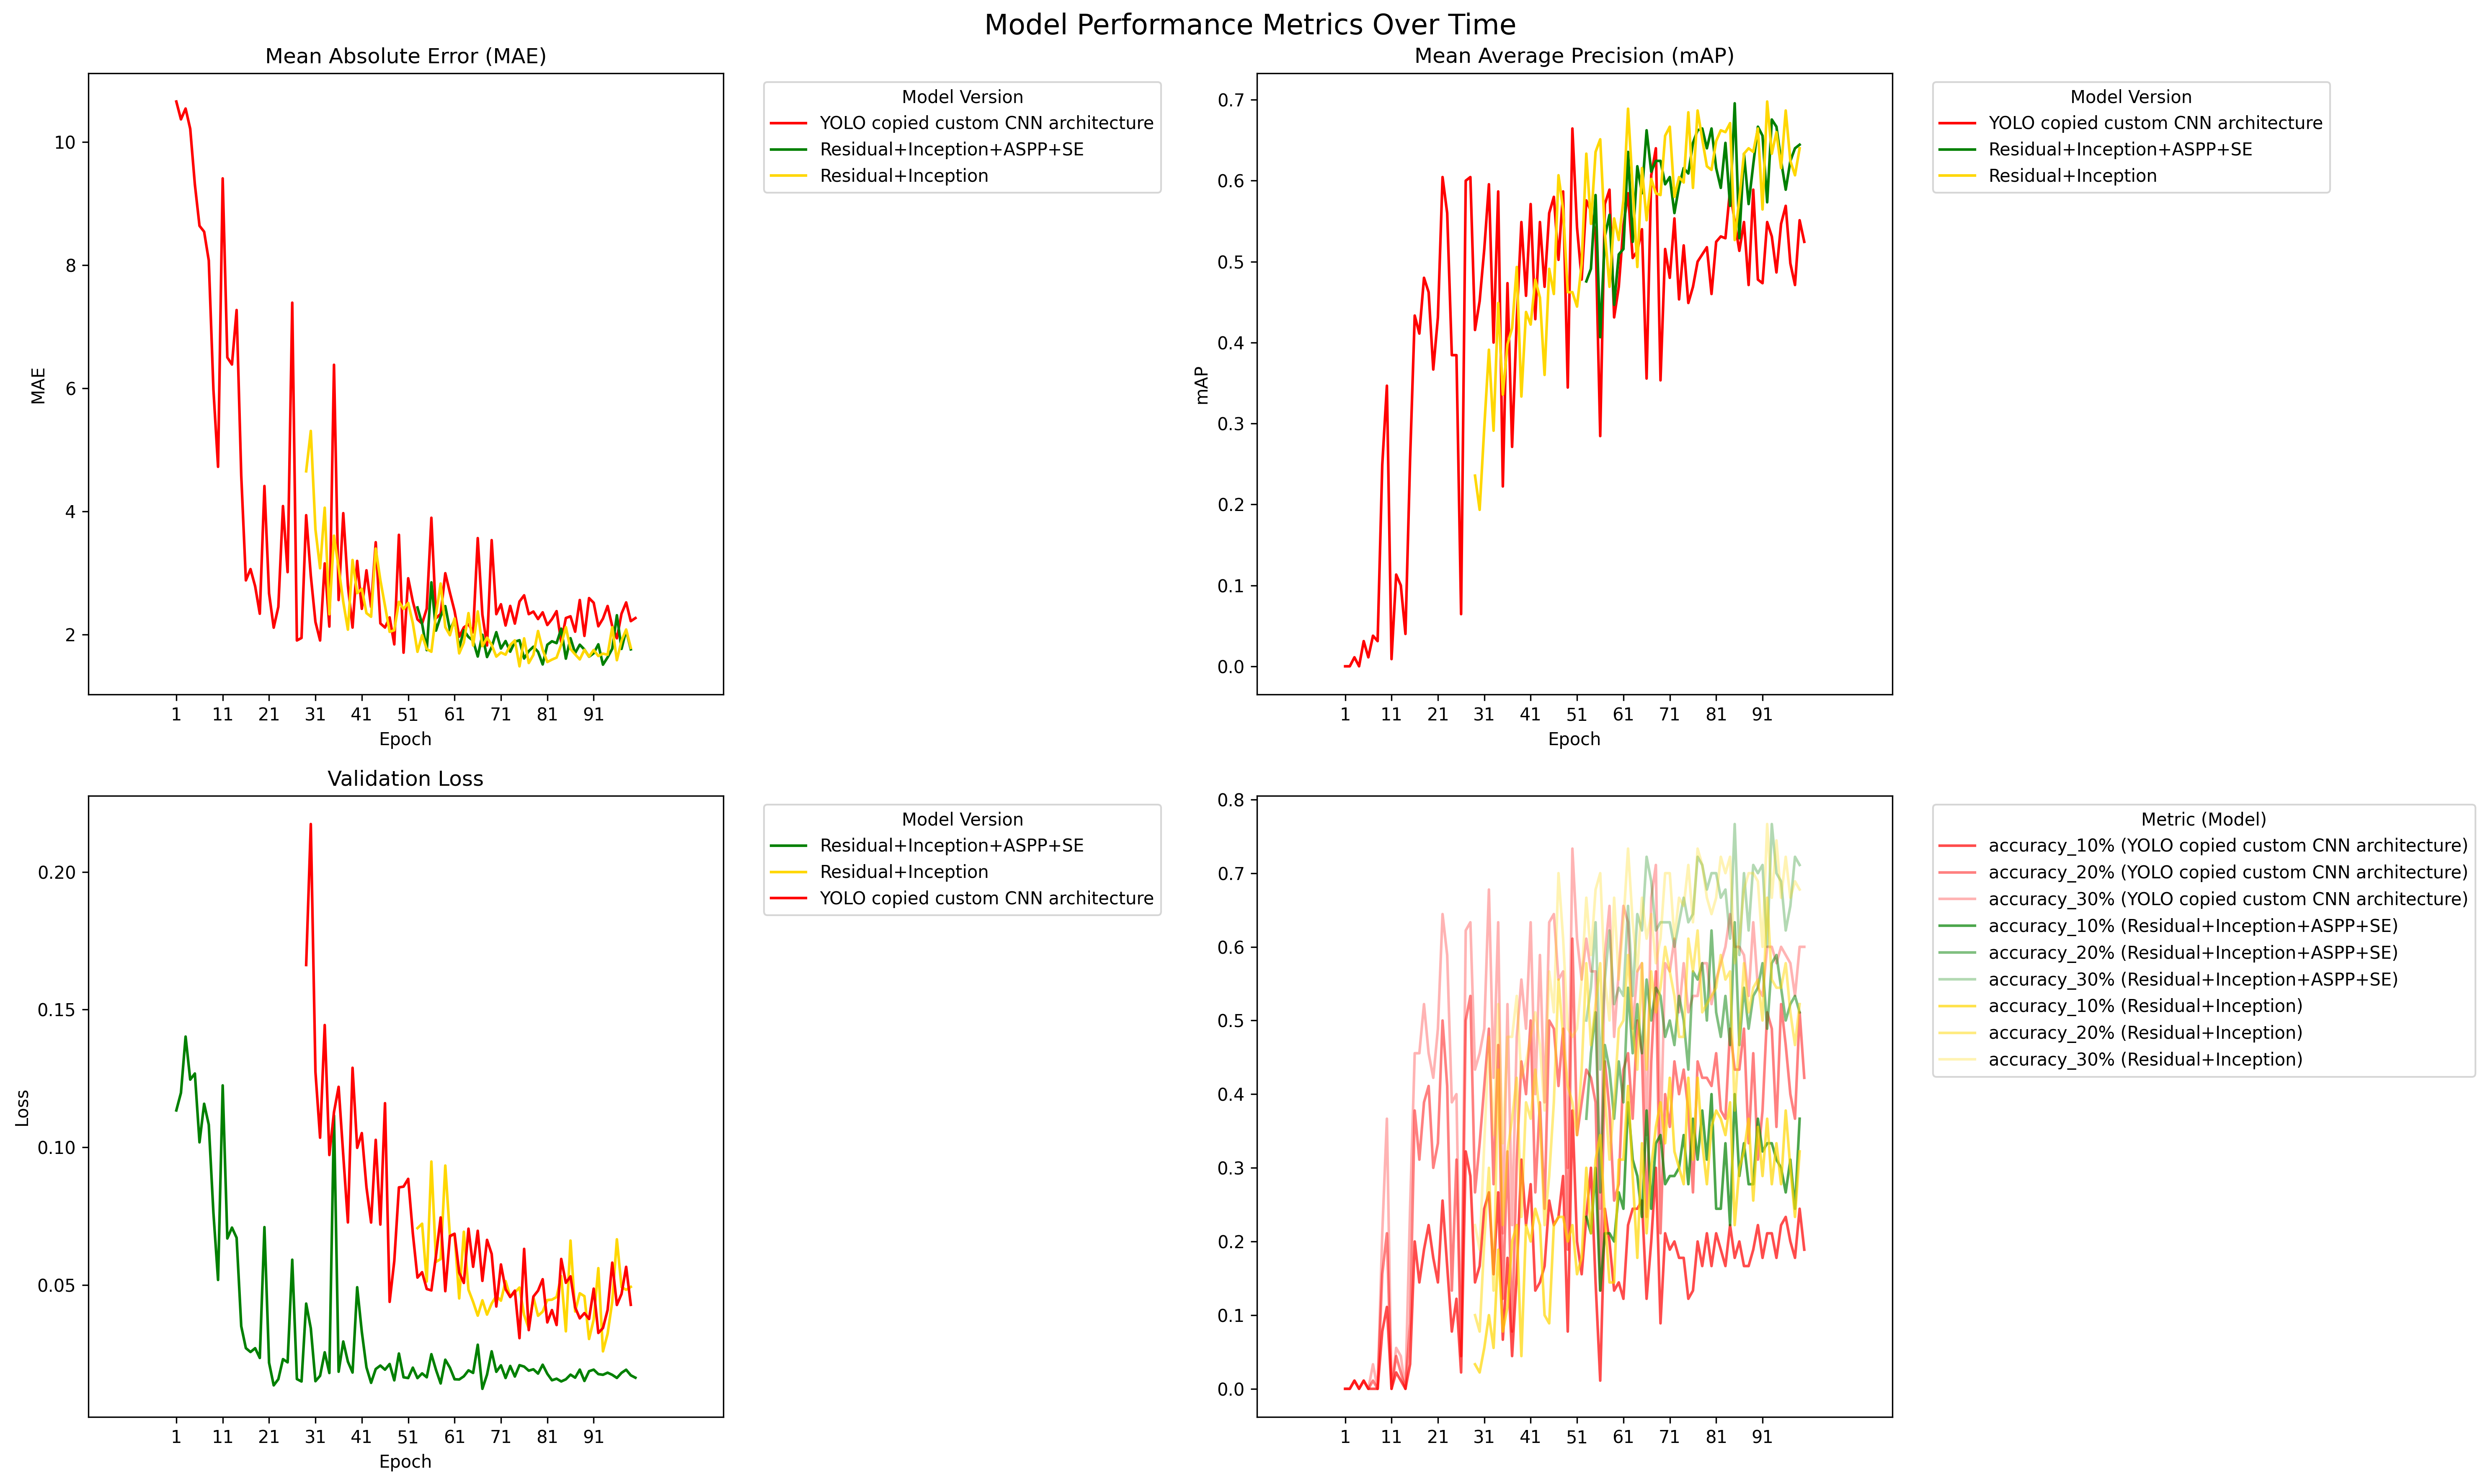 Model Performance Metrics Over Time
Mean Absolute Error (MAE)
10
8
6
4
2
MAE
1 11 21 31 41 51 61 71 81 91
Epoch
Model Version
YOLO copied custom CNN architecture
Residual+Inception+ASPP+SE
Residual+Inception
Mean Average Precision (mAP)
0.7
0.6
0.5
0.4
0.3
0.2
0.1
0.0
mAP
1 11 21 31 41 51 61 71 81 91
Epoch
Model Version
YOLO copied custom CNN architecture
Residual+Inception+ASPP+SE
Residual+Inception
Validation Loss
0.20
0.15
0.10
0.05
Loss
1 11 21 31 41 51 61 71 81 91
Epoch
Model Version
Residual+Inception+ASPP+SE
Residual+Inception
YOLO copied custom CNN architecture
0.8
0.7
0.6
0.5
0.4
0.3
0.2
0.1
0.0
1 11 21 31 41 51 61 71 81 91
Metric (Model)
accuracy_10% (YOLO copied custom CNN architecture)
accuracy_20% (YOLO copied custom CNN architecture)
accuracy_30% (YOLO copied custom CNN architecture)
accuracy_10% (Residual+Inception+ASPP+SE)
accuracy_20% (Residual+Inception+ASPP+SE)
accuracy_30% (Residual+Inception+ASPP+SE)
accuracy_10% (Residual+Inception)
accuracy_20% (Residual+Inception)
accuracy_30% (Residual+Inception)